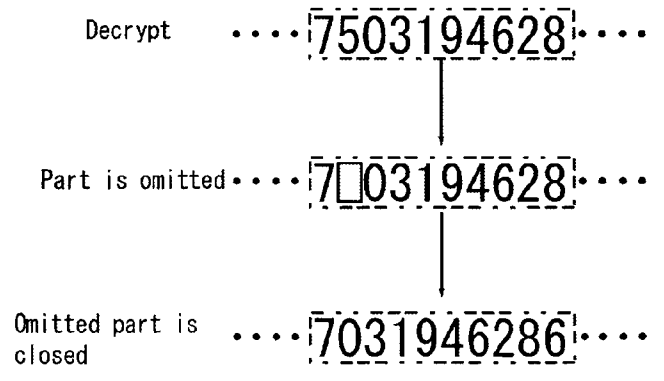 Decrypt ････7503194628････
Part is omitted････7□03194628････
Omitted part is
closed ････7031946286････